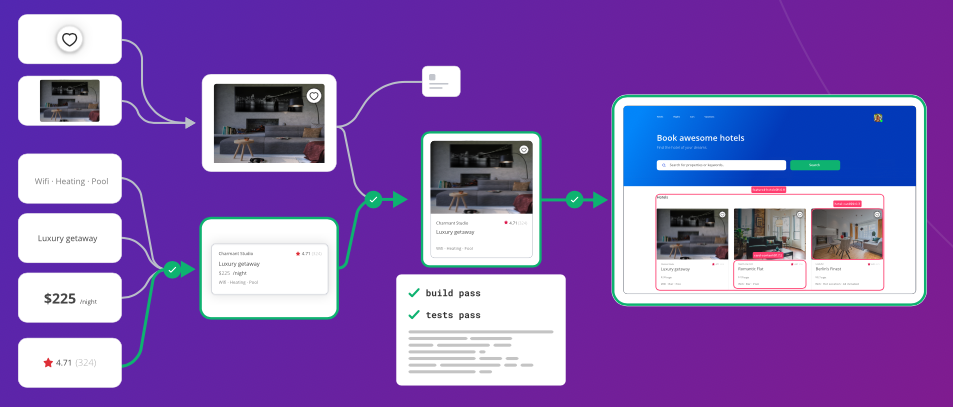 Wifi · Heating · Pool
Luxury getaway
$225 /night
4.71 (324)
Charmant Studio
4.71 (324)
Luxury getaway
$225 /night
Wifi · Heating · Pool
Charmant Studio
4.71 (324)
Luxury getaway
Wifi · Heating · Pool
build pass
tests pass
Book awesome hotels
Find the hotel of your dreams
Search for properties or keywords...
Search
Hotels
Luxury getaway
Romantic Flat
Berlin's Finest